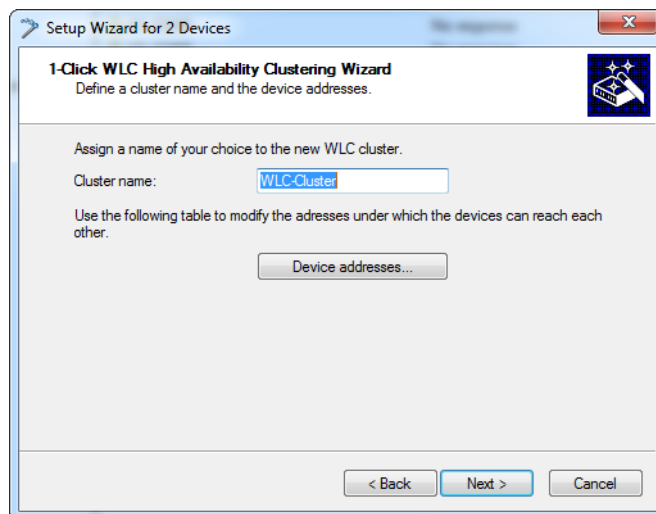 Setup Wizard for 2 Devices
1-Click WLC High Availability Clustering Wizard
Define a cluster name and the device addresses.
Assign a name of your choice to the new WLC cluster.
Cluster name:
WLC-Cluster
Use the following table to modify the adresses under which the devices can reach each
other.
Device addresses...
< Back
Next >
Cancel